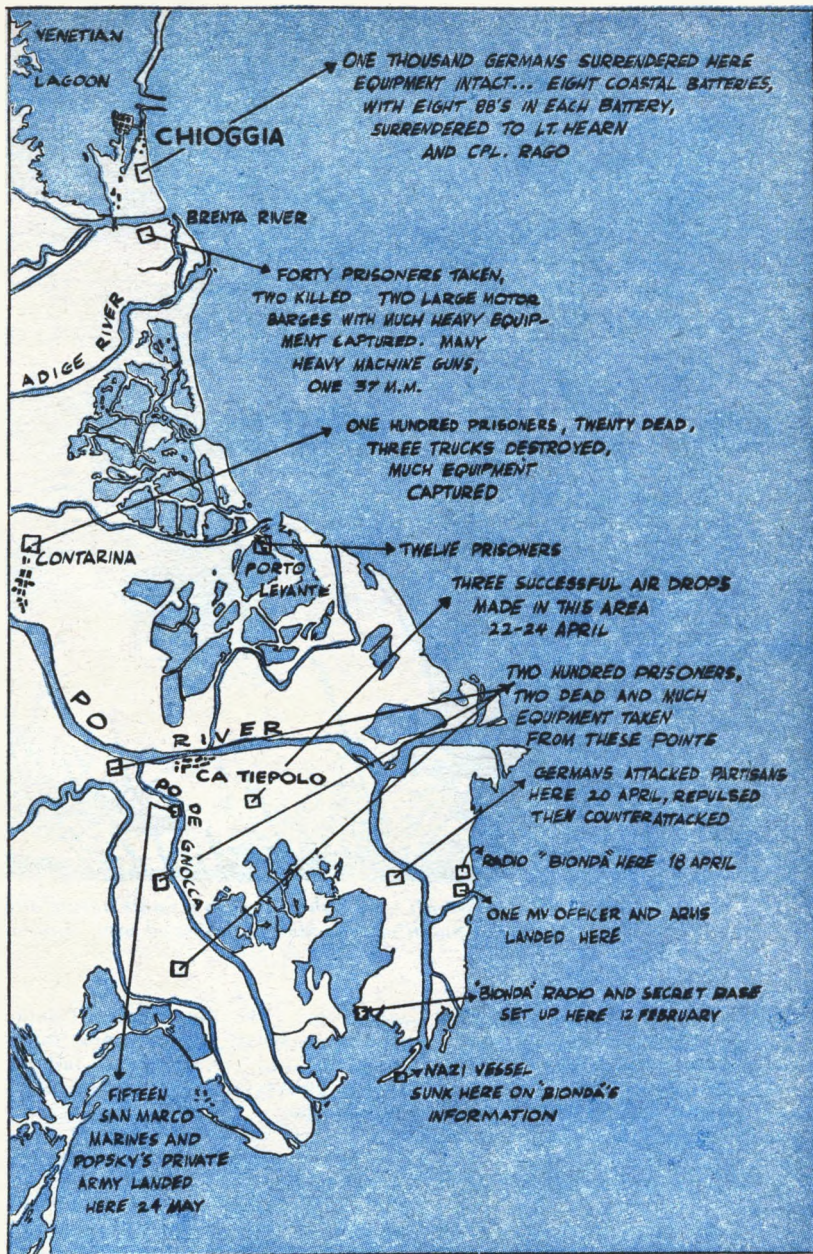 VENETIAN
LAGOON
ONE THOUSAND GERMANS SURRENDERED HERE
EQUIPMENT INTACT... EIGHT COASTAL BATTERIES,
WITH EIGHT 88'S IN EACH BATTERY,
SURRENDERED TO LT. HEARN
AND CPL. RAGO
CHIOGGIA
BRENTA RIVER
FORTY PRISONERS TAKEN,
TWO KILLED TWO LARGE MOTOR
BARGES WITH MUCH HEAVY EQUIP-
MENT CAPTURED. MANY
HEAVY MACHINE GUNS,
ONE 37 M.M.
ADIGE RIVER
ONE HUNDRED PRISONERS, TWENTY DEAD,
THREE TRUCKS DESTROYED,
MUCH EQUIPMENT
CAPTURED
CONTARINA
PORTO
LEVANTE
TWELVE PRISONERS
THREE SUCCESSFUL AIR DROPS
MADE IN THIS AREA
22-24 APRIL
TWO HUNDRED PRISONERS,
TWO DEAD AND MUCH
EQUIPMENT TAKEN
FROM THESE POINTS
PO RIVER
CA TIEPOLO
PO DE GNOLCA
GERMANS ATTACKED PARTISANS
HERE 20 APRIL, REPULSED
THEN COUNTERATTACKED
RADIO "BIONDA" HERE 18 APRIL
ONE MU OFFICER AND ARMS
LANDED HERE
"BIONDA" RADIO AND SECRET BASE
SET UP HERE 12 FEBRUARY
NAZI VESSEL
SUNK HERE ON "BIONDA'S
INFORMATION
FIFTEEN
SAN MARCO
MARINES AND
POPSKY'S PRIVATE
ARMY LANDED
HERE 24 MAY